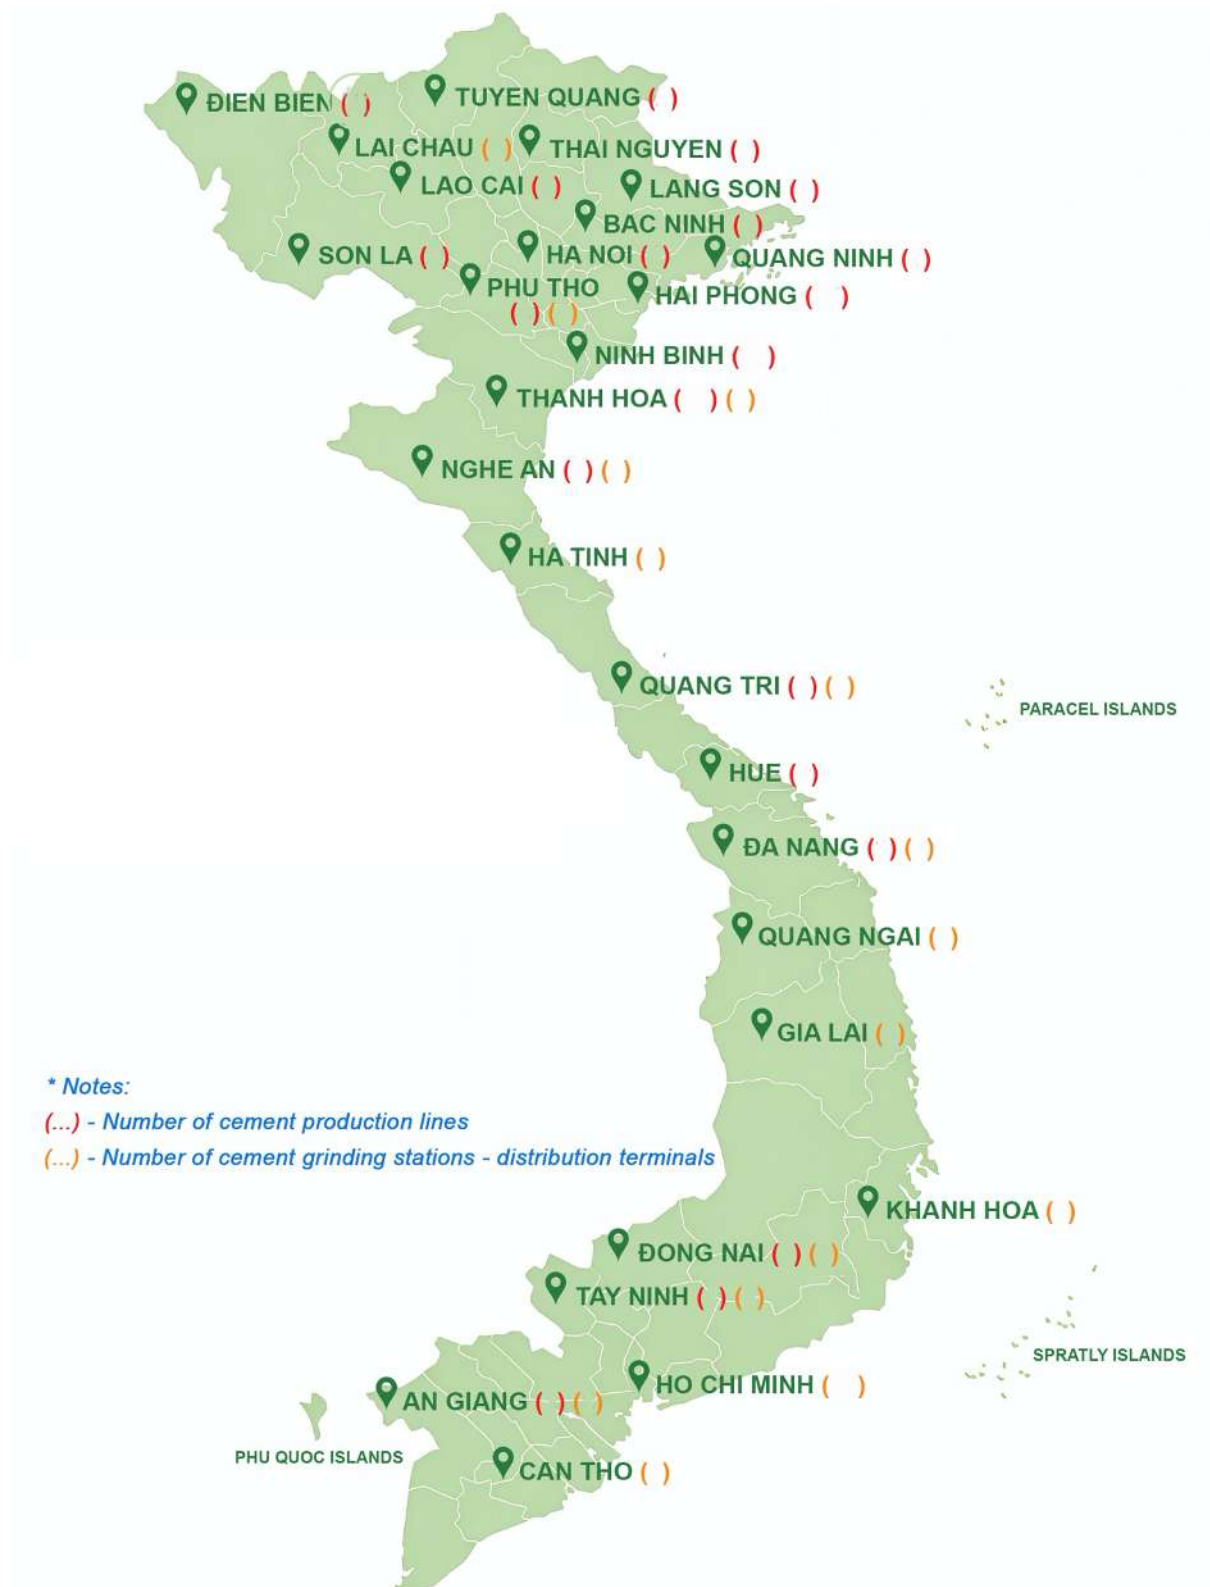 ĐIEN BIEN ( )
TUYEN QUANG ( )
LAI CHAU ( )
THAI NGUYEN ( )
LAO CAI ( )
LANG SON ( )
BAC NINH ( )
SON LA ( )
HA NOI ( )
QUANG NINH ( )
PHU THO
( ) ( )
HAI PHONG ( )
NINH BINH ( )
THANH HOA ( ) ( )
NGHE AN ( ) ( )
HA TINH ( )
QUANG TRI ( ) ( )
PARACEL ISLANDS
HUE ( )
ĐA NANG ( ) ( )
QUANG NGAI ( )
GIA LAI ( )
* Notes:
(...) - Number of cement production lines
(...) - Number of cement grinding stations - distribution terminals
KHANH HOA ( )
ĐONG NAI ( ) ( )
TAY NINH ( ) ( )
SPRATLY ISLANDS
HO CHI MINH ( )
AN GIANG ( ) ( )
PHU QUOC ISLANDS
CAN THO ( )